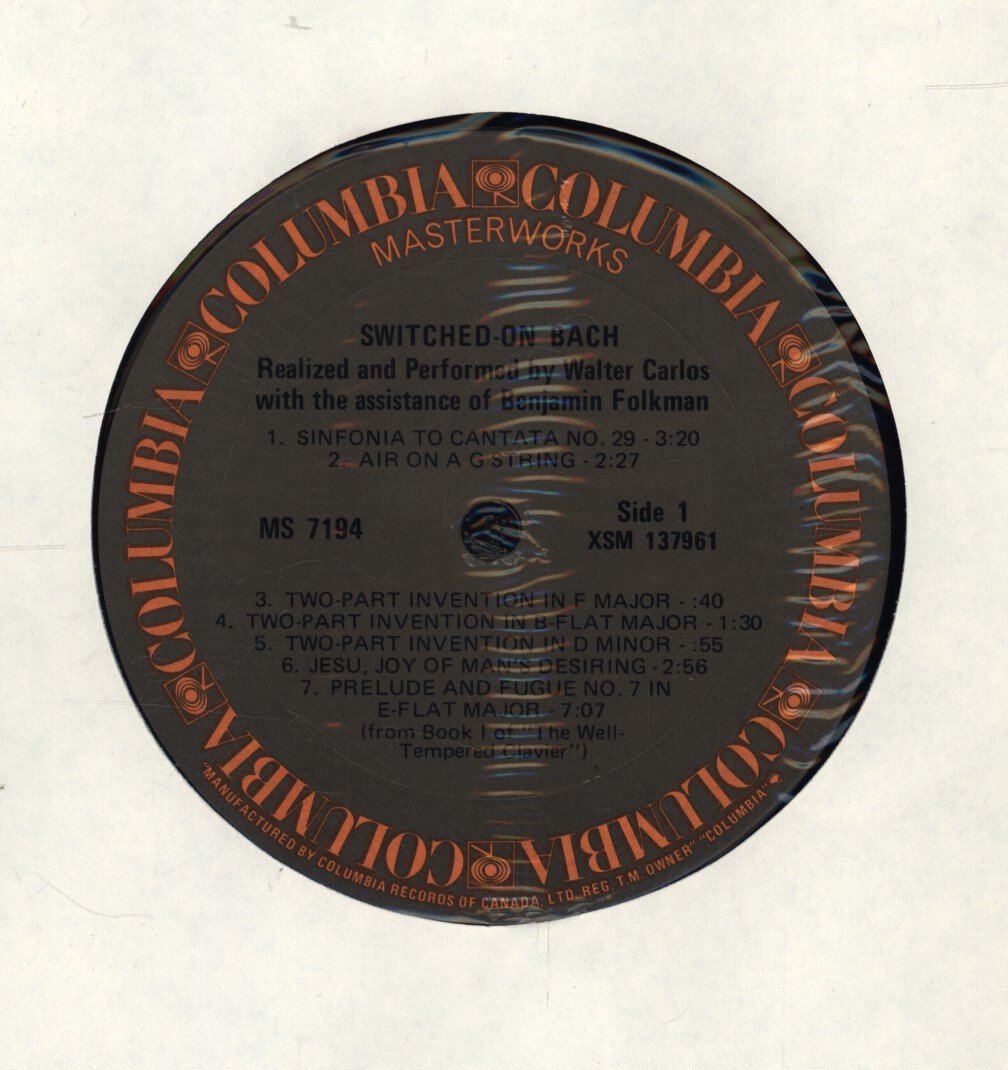 COLUMBIA COLUMBIA COLUMBIA COLUMBIA COLUMBIA COLUMBIA
MASTERWORKS
SWITCHED-ON BACH
Realized and Performed by Walter Carlos
with the assistance of Benjamin Folkman
1. SINFONIA TO CANTATA NO. 29 - 3:20
2. AIR ON A G STRING - 2:27
MS 7194
Side 1
XSM 137961
3. TWO-PART INVENTION IN F MAJOR - :40
4. TWO-PART INVENTION IN B-FLAT MAJOR - 1:30
5. TWO-PART INVENTION IN D MINOR - :55
6. JESU, JOY OF MAN'S DESIRING - 2:56
7. PRELUDE AND FUGUE NO. 7 IN
E-FLAT MAJOR - 7:07
(from Book I of "The Well-
Tempered Clavier")
"MANUFACTURED BY COLUMBIA RECORDS OF CANADA, LTD. REG. T.M. OWNER" "COLUMBIA"